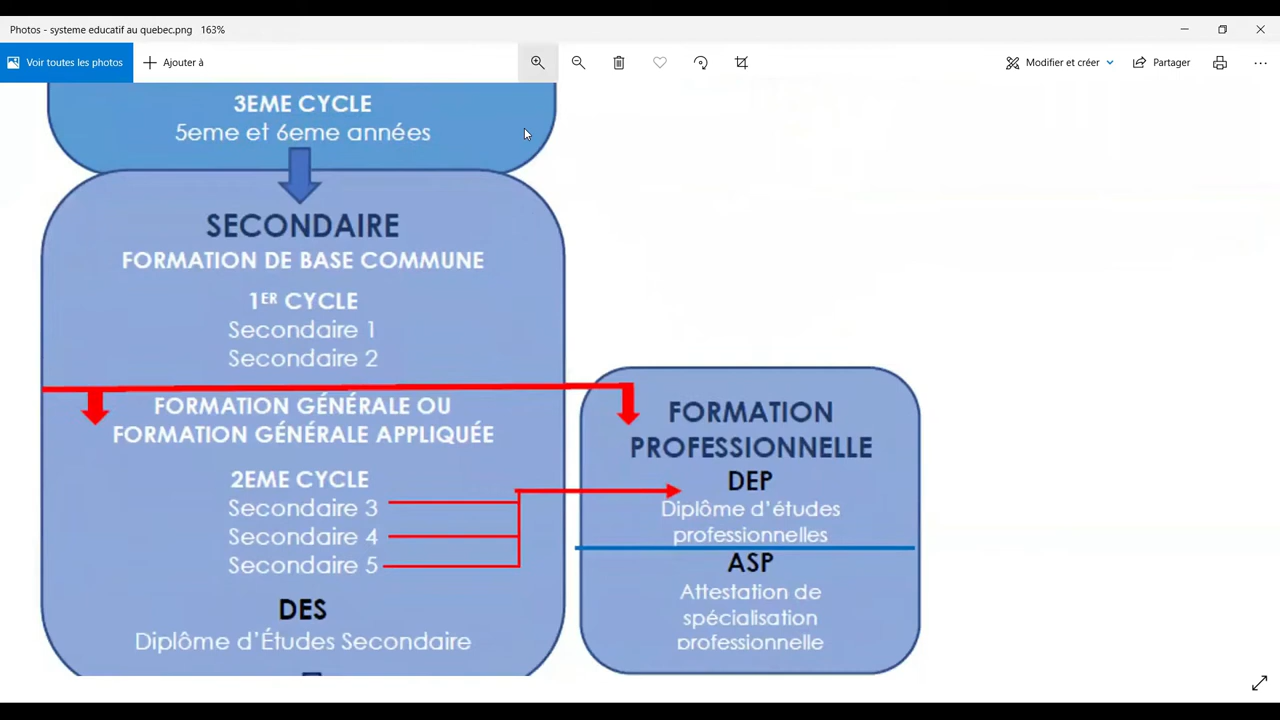 Photos - systeme educatif au quebec.png 163%
Voir toutes les photos
Ajouter à
Modifier et créer
Partager
3EME CYCLE
5eme et 6eme années
SECONDAIRE
FORMATION DE BASE COMMUNE
1ER CYCLE
Secondaire 1
Secondaire 2
FORMATION GÉNÉRALE OU
FORMATION GÉNÉRALE APPLIQUÉE
2EME CYCLE
Secondaire 3
Secondaire 4
Secondaire 5
DES
Diplôme d'Études Secondaire
FORMATION
PROFESSIONNELLE
DEP
Diplôme d'études
professionnelles
ASP
Attestation de
spécialisation
professionnelle